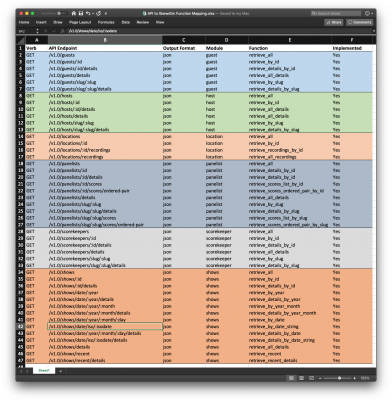 API to Stonesthm Function Mapping.xlsx — Saved to my Mac
Home Insert Draw Page Layout Formulas Data Review View Developer Tell me Share Comments
/v1.0/shows/date/iso/:isodate
A B C D E F
1 Verb API Endpoint Output Format Module Function Implemented
2 GET /v1.0/guests json guest retrieve_all Yes
3 GET /v1.0/guests/:id json guest retrieve_by_id Yes
4 GET /v1.0/guests/:id/details json guest retrieve_details_by_id Yes
5 GET /v1.0/guests/details json guest retrieve_all_details Yes
6 GET /v1.0/guests/slug/:slug json guest retrieve_by_slug Yes
7 GET /v1.0/guests/slug/:slug/details json guest retrieve_details_by_slug Yes
8 GET /v1.0/hosts json host retrieve_all Yes
9 GET /v1.0/hosts/:id json host retrieve_by_id Yes
10 GET /v1.0/hosts/:id/details json host retrieve_details_by_id Yes
11 GET /v1.0/hosts/details json host retrieve_all_details Yes
12 GET /v1.0/hosts/slug/:slug json host retrieve_by_slug Yes
13 GET /v1.0/hosts/slug/:slug/details json host retrieve_details_by_slug Yes
14 GET /v1.0/locations json location retrieve_all Yes
15 GET /v1.0/locations/:id json location retrieve_by_id Yes
16 GET /v1.0/locations/:id/recordings json location retrieve_recordings_by_id Yes
17 GET /v1.0/locations/recordings json location retrieve_all_recordings Yes
18 GET /v1.0/panelists json panelist retrieve_all Yes
19 GET /v1.0/panelists/:id json panelist retrieve_by_id Yes
20 GET /v1.0/panelists/:id/details json panelist retrieve_details_by_id Yes
21 GET /v1.0/panelists/:id/scores json panelist retrieve_scores_list_by_id Yes
22 GET /v1.0/panelists/:id/scores/ordered-pair json panelist retrieve_scores_ordered_pair_by_id Yes
23 GET /v1.0/panelists/details json panelist retrieve_all_details Yes
24 GET /v1.0/panelists/slug/:slug json panelist retrieve_by_slug Yes
25 GET /v1.0/panelists/slug/:slug/details json panelist retrieve_details_by_slug Yes
26 GET /v1.0/panelists/slug/:slug/scores json panelist retrieve_scores_list_by_slug Yes
27 GET /v1.0/panelists/slug/:slug/scores/ordered-pair json panelist retrieve_scores_ordered_pair_by_slug Yes
28 GET /v1.0/scorekeepers json scorekeeper retrieve_all Yes
29 GET /v1.0/scorekeepers/:id json scorekeeper retrieve_by_id Yes
30 GET /v1.0/scorekeepers/:id/details json scorekeeper retrieve_details_by_id Yes
31 GET /v1.0/scorekeepers/details json scorekeeper retrieve_all_details Yes
32 GET /v1.0/scorekeepers/slug/:slug json scorekeeper retrieve_by_slug Yes
33 GET /v1.0/scorekeepers/slug/:slug/details json scorekeeper retrieve_details_by_slug Yes
34 GET /v1.0/shows json shows retrieve_all Yes
35 GET /v1.0/shows/:id json shows retrieve_by_id Yes
36 GET /v1.0/shows/:id/details json shows retrieve_details_by_id Yes
37 GET /v1.0/shows/date/:year json shows retrieve_by_year Yes
38 GET /v1.0/shows/date/:year/details json shows retrieve_details_by_year Yes
39 GET /v1.0/shows/date/:year/:month json shows retrieve_by_year_month Yes
40 GET /v1.0/shows/date/:year/:month/details json shows retrieve_details_by_year_month Yes
41 GET /v1.0/shows/date/:year/:month/:day json shows retrieve_by_date Yes
42 GET /v1.0/shows/date/iso/:isodate json shows retrieve_by_date_string Yes
43 GET /v1.0/shows/date/:year/:month/:day/details json shows retrieve_details_by_date Yes
44 GET /v1.0/shows/date/iso/:isodate/details json shows retrieve_details_by_date_string Yes
45 GET /v1.0/shows/details json shows retrieve_all_details Yes
46 GET /v1.0/shows/recent json shows retrieve_recent Yes
47 GET /v1.0/shows/recent/details json shows retrieve_recent_details Yes
Sheet1